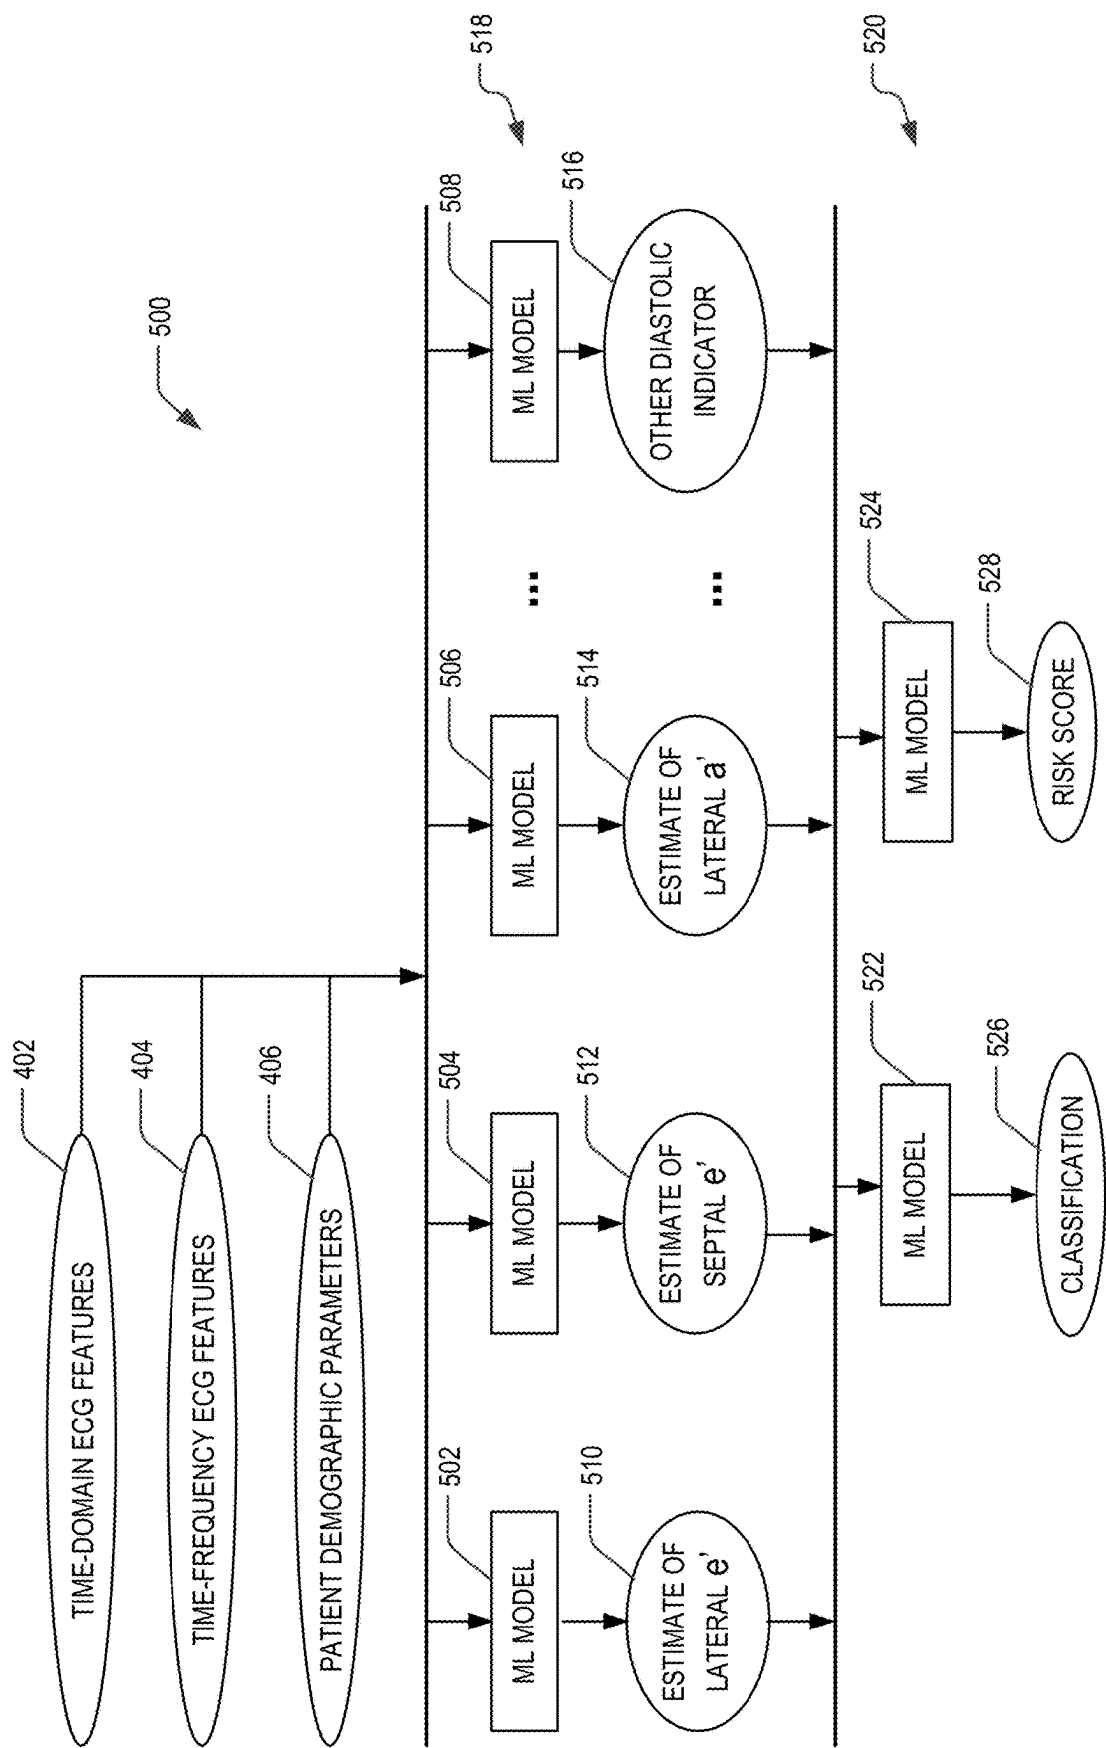 500
402
TIME-DOMAIN ECG FEATURES
404
TIME-FREQUENCY ECG FEATURES
406
PATIENT DEMOGRAPHIC PARAMETERS
502
ML MODEL
504
ML MODEL
506
ML MODEL
...
508
ML MODEL
518
510
ESTIMATE OF
LATERAL e'
512
ESTIMATE OF
SEPTAL e'
514
ESTIMATE OF
LATERAL a'
...
516
OTHER DIASTOLIC
INDICATOR
522
ML MODEL
524
ML MODEL
520
526
CLASSIFICATION
528
RISK SCORE